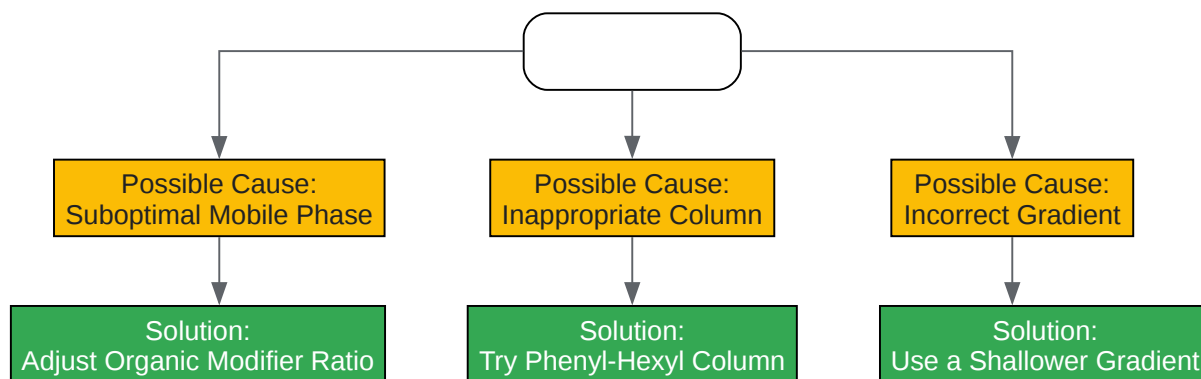 Possible Cause:
Suboptimal Mobile Phase
Possible Cause:
Inappropriate Column
Possible Cause:
Incorrect Gradient
Solution:
Adjust Organic Modifier Ratio
Solution:
Try Phenyl-Hexyl Column
Solution:
Use a Shallower Gradient